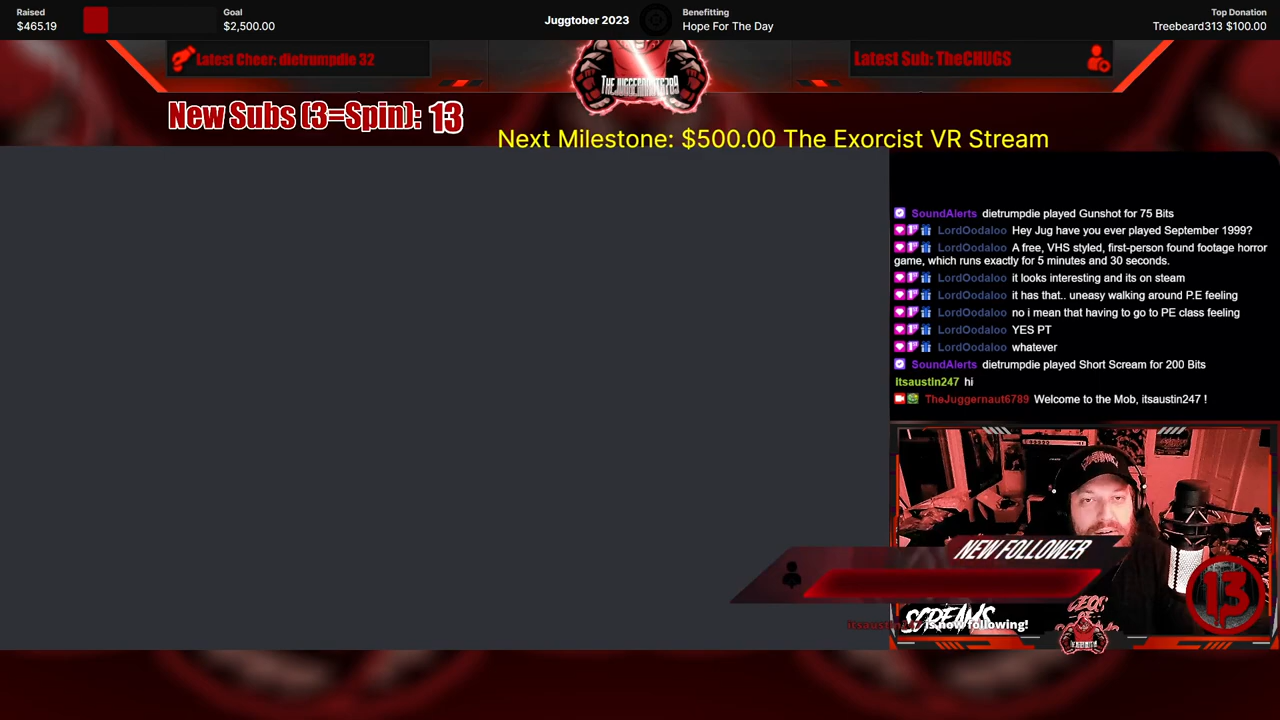 Raised
$465.19
Goal
$2,500.00
Juggtober 2023
Benefitting
Hope For The Day
Top Donation
Treebeard313 $100.00
Latest Cheer: dietrumpdie 32
THEJUGGERNAUT6789
Latest Sub: TheCHUGS
New Subs (3=Spin): 13
Next Milestone: $500.00 The Exorcist VR Stream
SoundAlerts dietrumpdie played Gunshot for 75 Bits
LordOodaloo Hey Jug have you ever played September 1999?
LordOodaloo A free, VHS styled, first-person found footage horror
game, which runs exactly for 5 minutes and 30 seconds.
LordOodaloo it looks interesting and its on steam
LordOodaloo it has that.. uneasy walking around P.E feeling
LordOodaloo no i mean that having to go to PE class feeling
LordOodaloo YES PT
LordOodaloo whatever
SoundAlerts dietrumpdie played Short Scream for 200 Bits
itsaustin247 hi
TheJuggernaut6789 Welcome to the Mob, itsaustin247 !
NEW FOLLOWER
13
SCREAMS
itsaustin247 is now following!